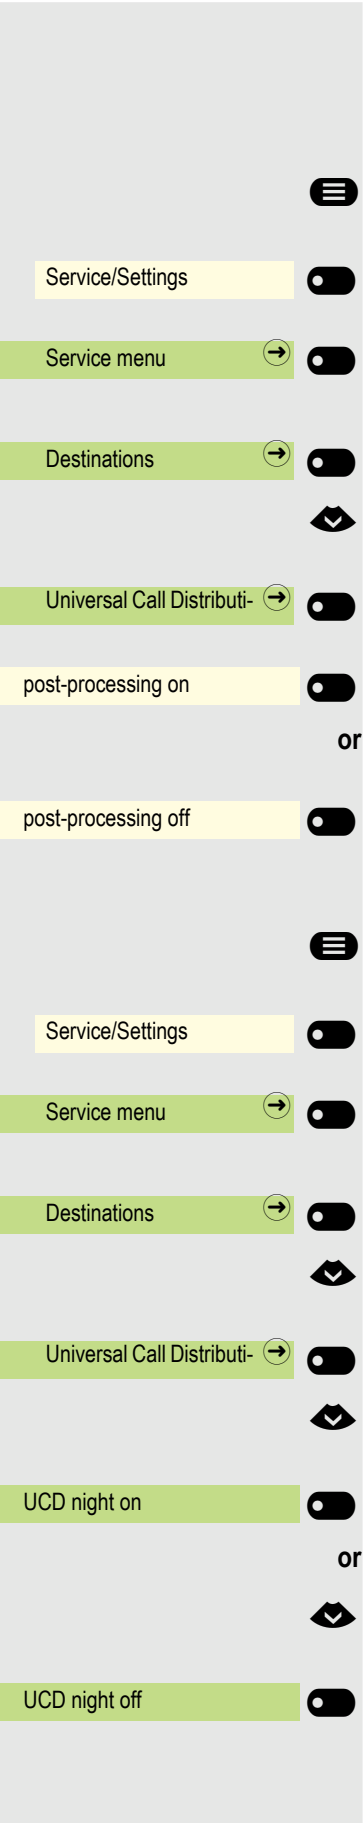 Service/Settings
Service menu
Destinations
Universal Call Distributi-
post-processing on
or
post-processing off
Service/Settings
Service menu
Destinations
Universal Call Distributi-
UCD night on
or
UCD night off